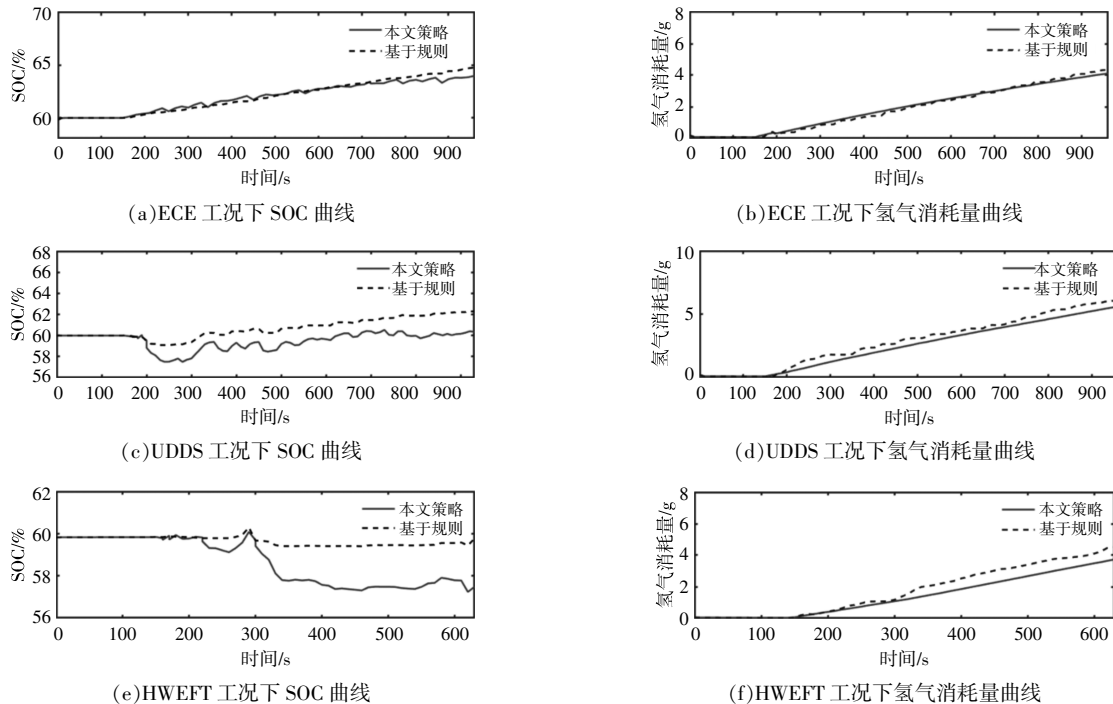 70
65
60
SOC/%
本文策略
基于规则
0 100 200 300 400 500 600 700 800 900
时间/s
(a)ECE 工况下 SOC 曲线
8
6
4
2
0
氢气消耗量/g
本文策略
基于规则
0 100 200 300 400 500 600 700 800 900
时间/s
(b)ECE 工况下氢气消耗量曲线
68
66
64
62
60
58
56
SOC/%
本文策略
基于规则
0 100 200 300 400 500 600 700 800 900
时间/s
(c)UDDS 工况下 SOC 曲线
10
5
0
氢气消耗量/g
本文策略
基于规则
0 100 200 300 400 500 600 700 800 900
时间/s
(d)UDDS 工况下氢气消耗量曲线
62
60
58
56
SOC/%
本文策略
基于规则
0 100 200 300 400 500 600
时间/s
(e)HWEFT 工况下 SOC 曲线
8
6
4
2
0
氢气消耗量/g
本文策略
基于规则
0 100 200 300 400 500 600
时间/s
(f)HWEFT 工况下氢气消耗量曲线